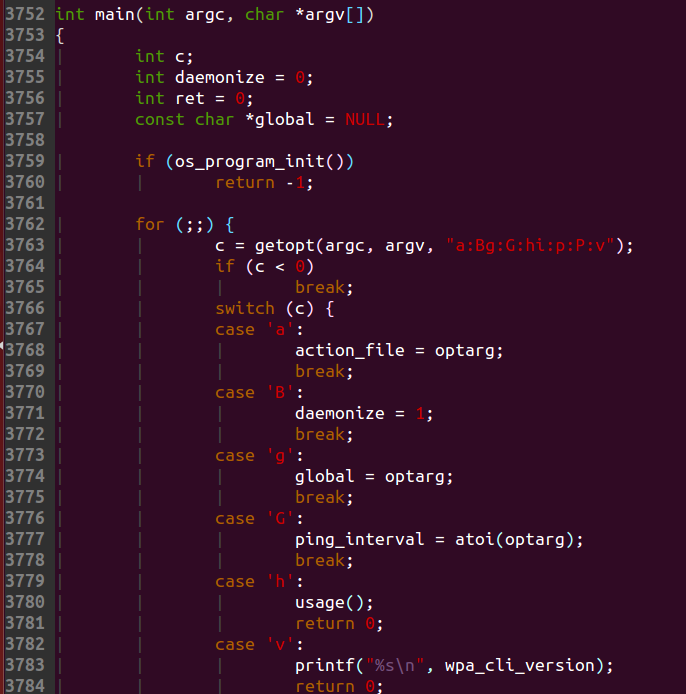 3752 int main(int argc, char *argv[])
3753 {
3754 int c;
3755 int daemonize = 0;
3756 int ret = 0;
3757 const char *global = NULL;
3758
3759 if (os_program_init())
3760 return -1;
3761
3762 for (;;) {
3763 c = getopt(argc, argv, "a:Bg:G:hi:p:P:v");
3764 if (c < 0)
3765 break;
3766 switch (c) {
3767 case 'a':
3768 action_file = optarg;
3769 break;
3770 case 'B':
3771 daemonize = 1;
3772 break;
3773 case 'g':
3774 global = optarg;
3775 break;
3776 case 'G':
3777 ping_interval = atoi(optarg);
3778 break;
3779 case 'h':
3780 usage();
3781 return 0;
3782 case 'v':
3783 printf("%s\n", wpa_cli_version);
3784 return 0;